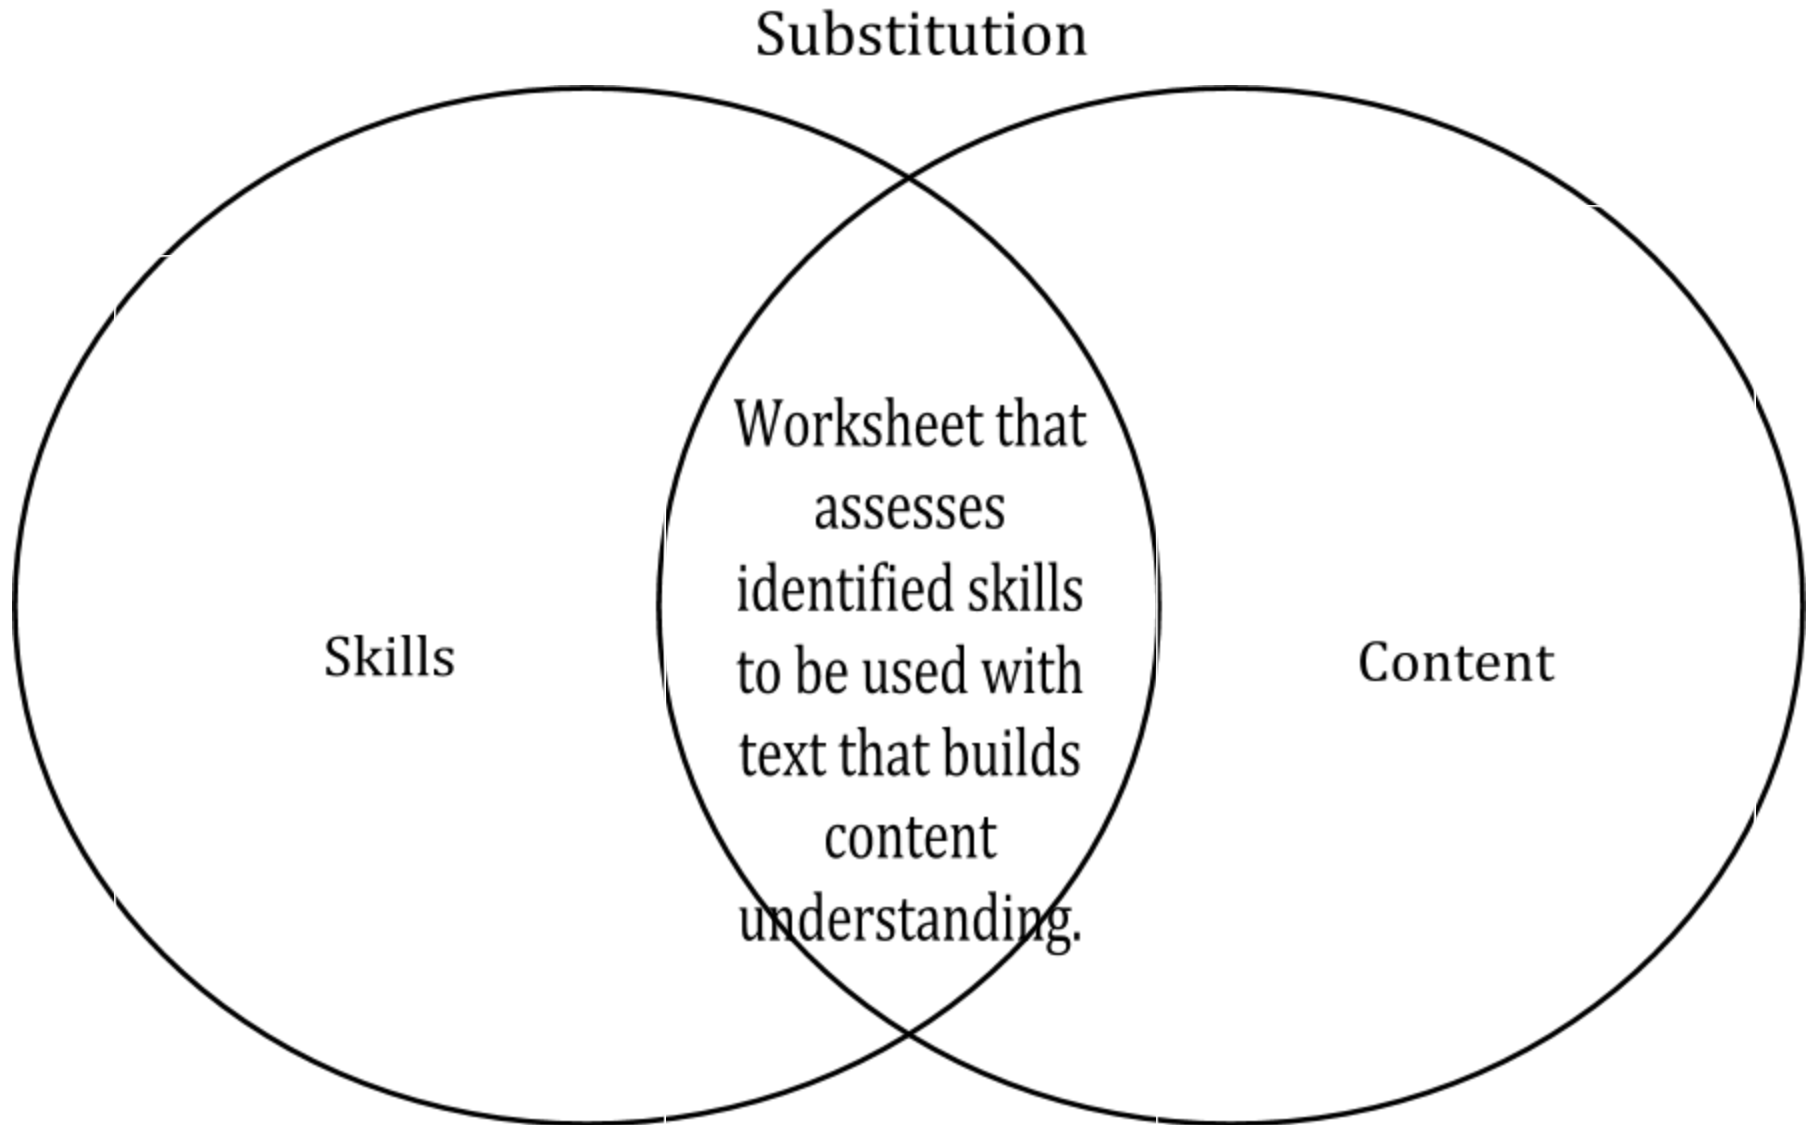 Substitution
Worksheet that
assesses
identified skills
to be used with
text that builds
content
understanding.
Skills
Content